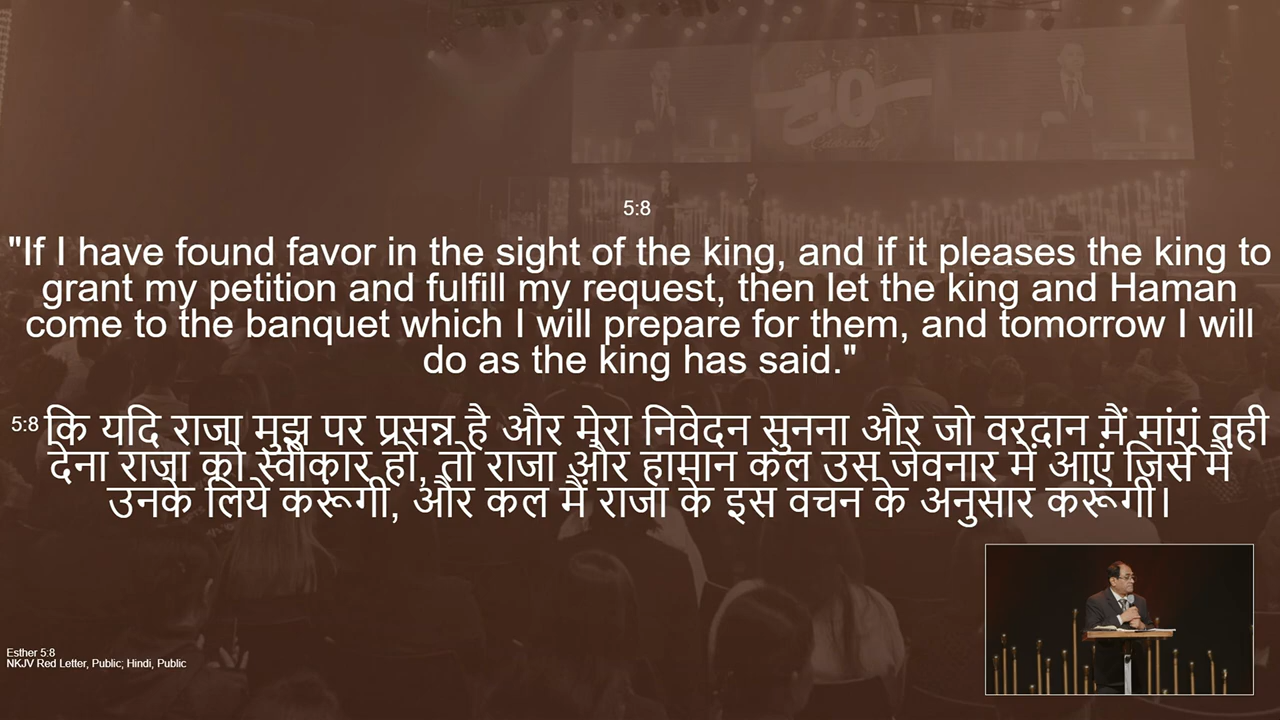 10
Celebrating
5:8
"If I have found favor in the sight of the king, and if it pleases the king to
grant my petition and fulfill my request, then let the king and Haman
come to the banquet which I will prepare for them, and tomorrow I will
do as the king has said."
5:8 कि यदि राजा मुझ पर प्रसन्न है और मेरा निवेदन सुनना और जो वरदान मैं मांगूं वही
देना राजा को स्वीकार हो, तो राजा और हामान कल उस जेवनार में आएं जिसे मैं
उनके लिये करूंगी, और कल मैं राजा के इस वचन के अनुसार करूंगी।
Esther 5:8
NKJV Red Letter, Public; Hindi, Public